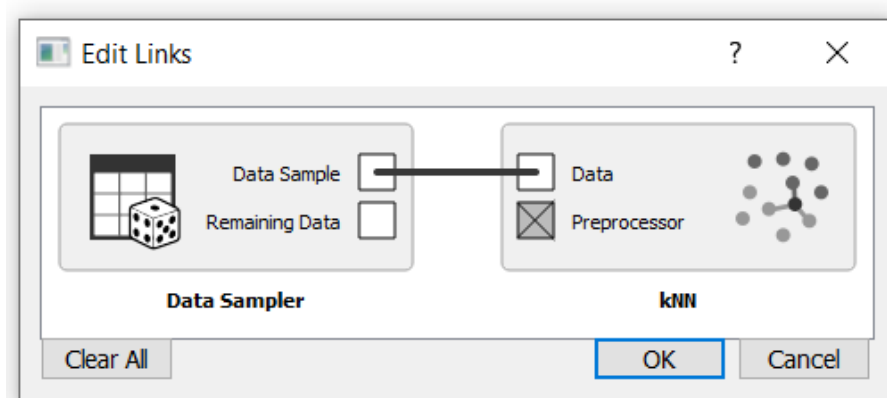 Edit Links
?
Data Sample
Data
Remaining Data
Preprocessor
Data Sampler
kNN
Clear All
OK
Cancel